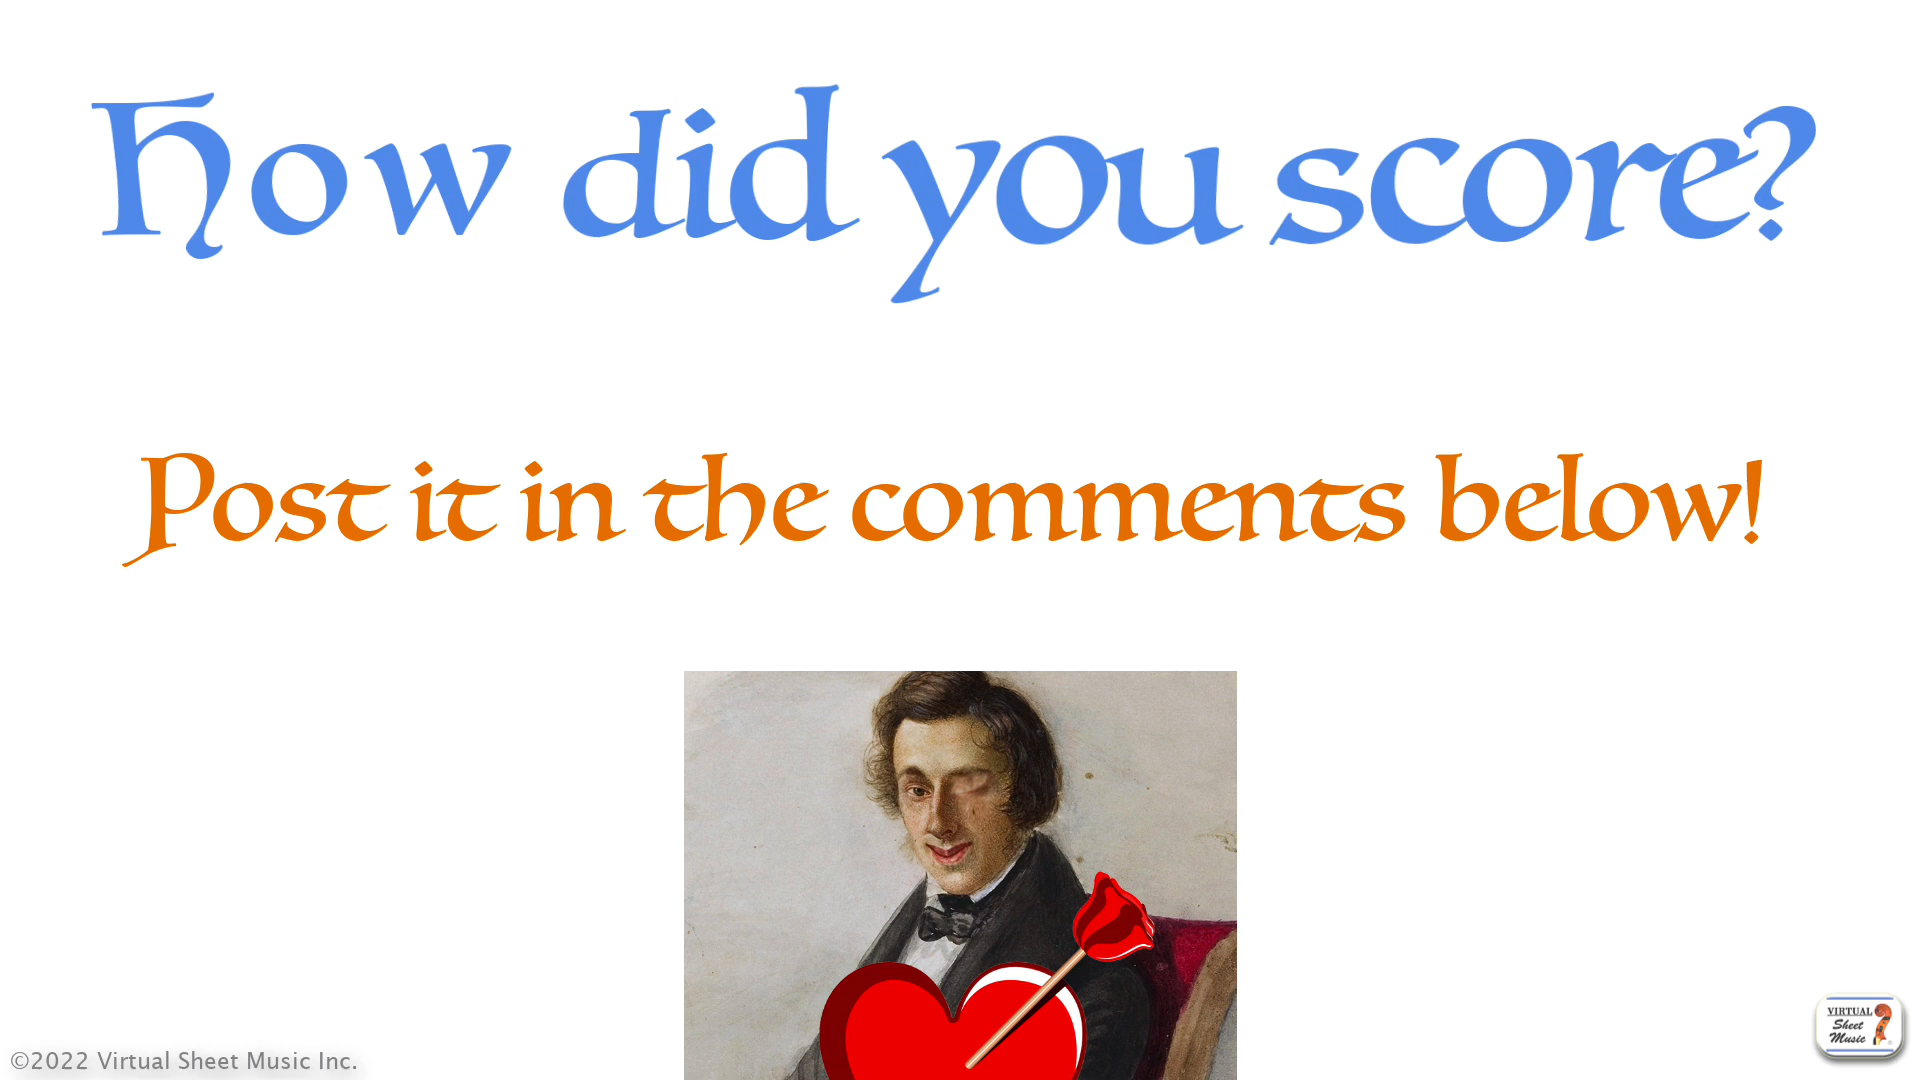 How did you score?
Post it in the comments below!
©2022 Virtual Sheet Music Inc.
VIRTUAL
Sheet
Music